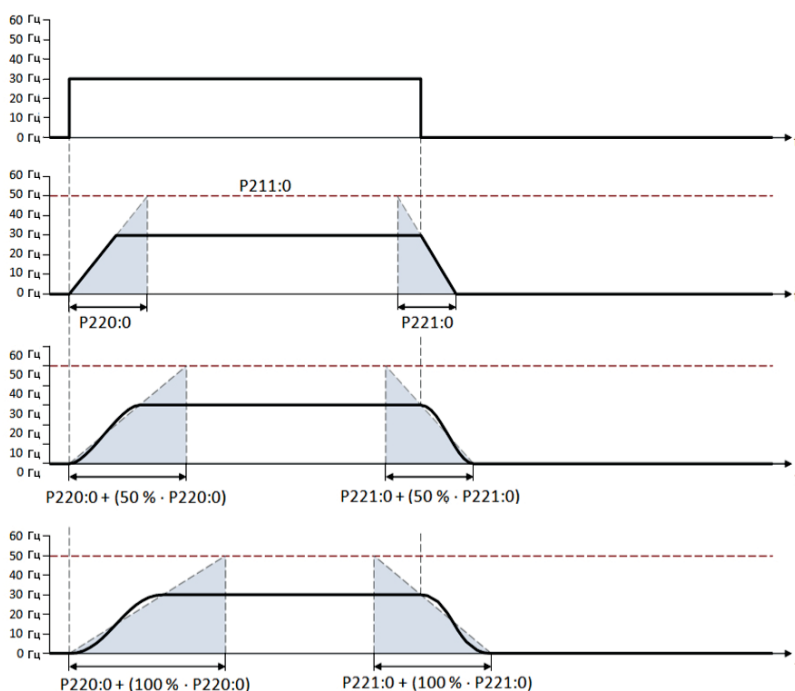 60 Гц
50 Гц
40 Гц
30 Гц
20 Гц
10 Гц
0 Гц
60 Гц
P211:0
50 Гц
40 Гц
30 Гц
20 Гц
10 Гц
0 Гц
P220:0 P221:0
60 Гц
50 Гц
40 Гц
30 Гц
20 Гц
10 Гц
0 Гц
P220:0 + (50 % · P220:0) P221:0 + (50 % · P221:0)
60 Гц
50 Гц
40 Гц
30 Гц
20 Гц
10 Гц
0 Гц
P220:0 + (100 % · P220:0) P221:0 + (100 % · P221:0)